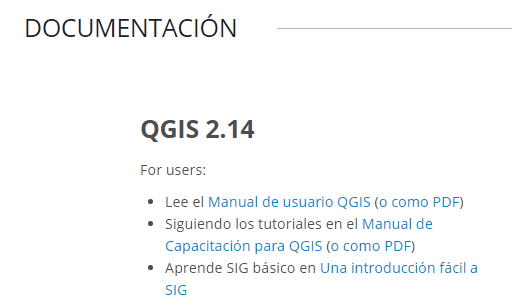 DOCUMENTACIÓN
QGIS 2.14
For users:
• Lee el Manual de usuario QGIS (o como PDF)
• Siguiendo los tutoriales en el Manual de
Capacitación para QGIS (o como PDF)
• Aprende SIG básico en Una introducción fácil a
SIG